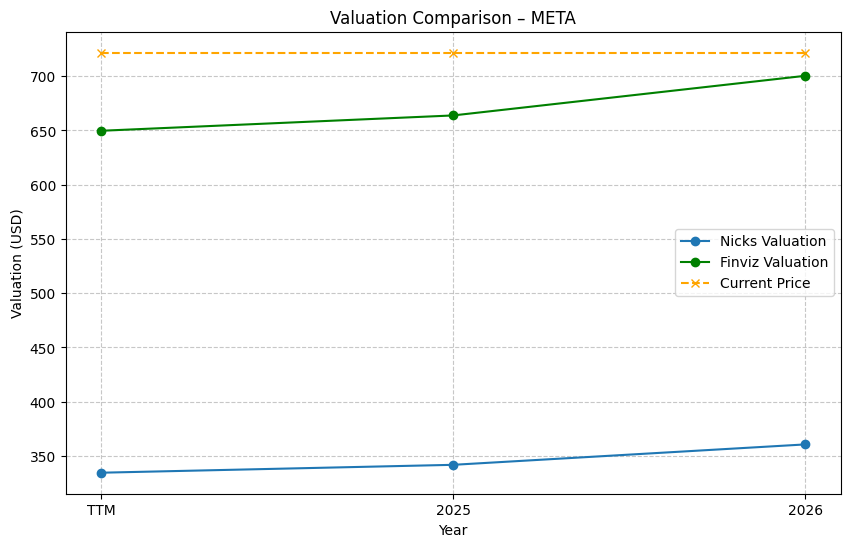 Valuation Comparison – META
Valuation (USD)
700
650
600
550
500
450
400
350
Nicks Valuation
Finviz Valuation
Current Price
TTM
2025
2026
Year